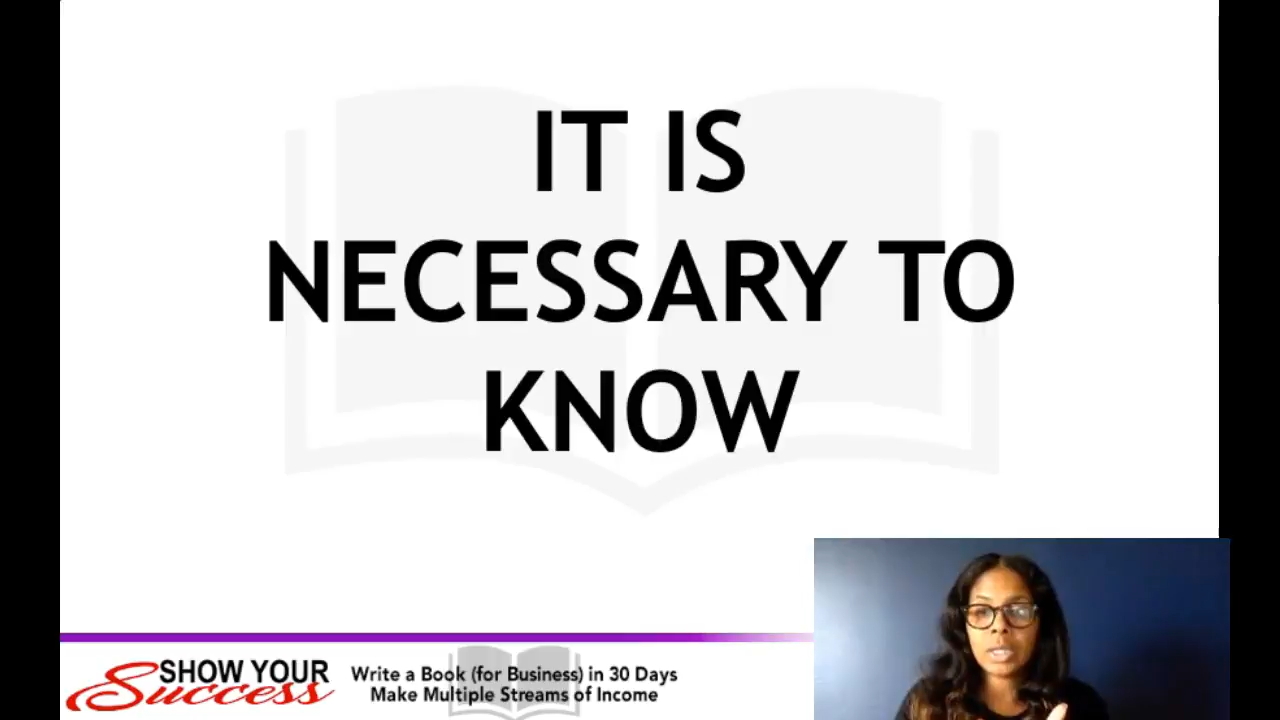 IT IS
NECESSARY TO
KNOW
SHOW YOUR
Success
Write a Book (for Business) in 30 Days
Make Multiple Streams of Income